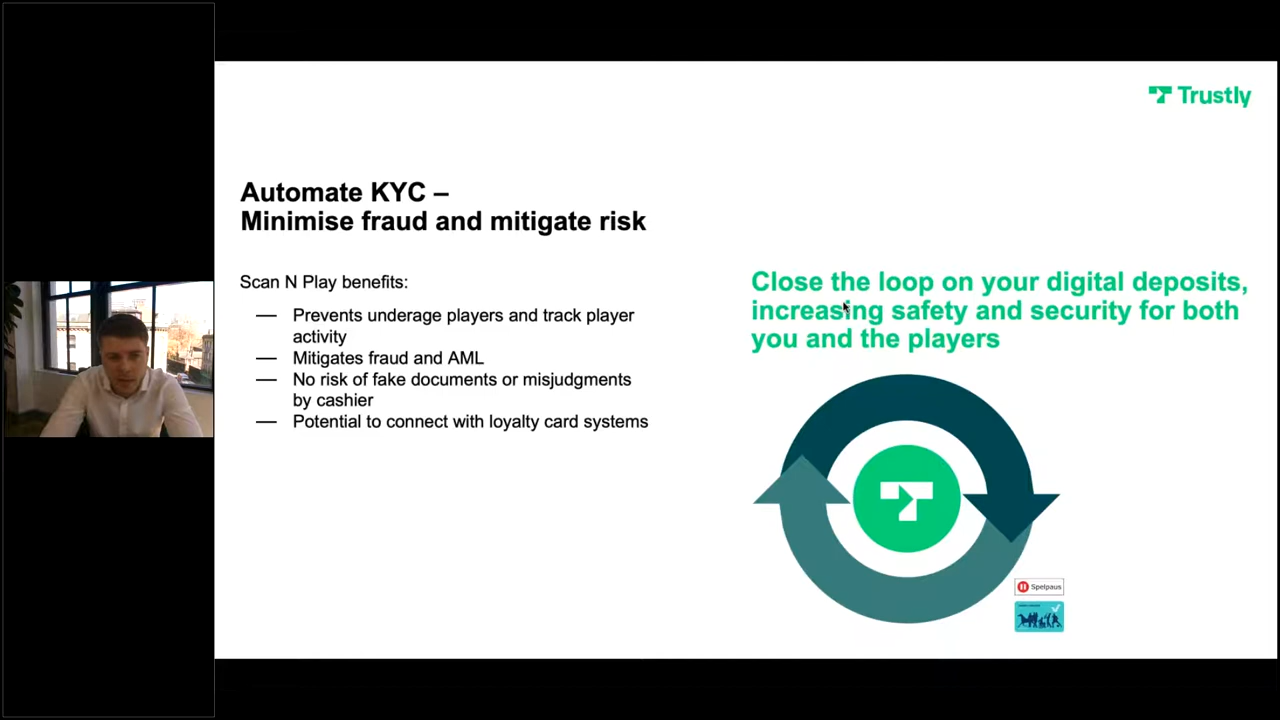 Trustly
Automate KYC –
Minimise fraud and mitigate risk
Scan N Play benefits:
— Prevents underage players and track player
activity
— Mitigates fraud and AML
— No risk of fake documents or misjudgments
by cashier
— Potential to connect with loyalty card systems
Close the loop on your digital deposits,
increasing safety and security for both
you and the players
Spelpaus